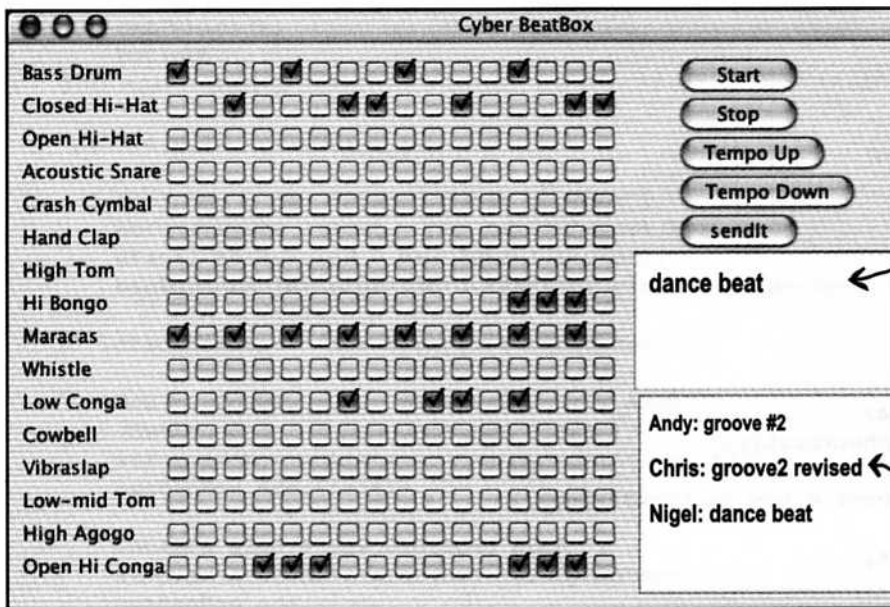 Cyber BeatBox
Bass Drum
Closed Hi-Hat
Open Hi-Hat
Acoustic Snare
Crash Cymbal
Hand Clap
High Tom
Hi Bongo
Maracas
Whistle
Low Conga
Cowbell
Vibraslap
Low-mid Tom
High Agogo
Open Hi Conga
Start
Stop
Tempo Up
Tempo Down
sendIt
dance beat
Andy: groove #2
Chris: groove2 revised
Nigel: dance beat